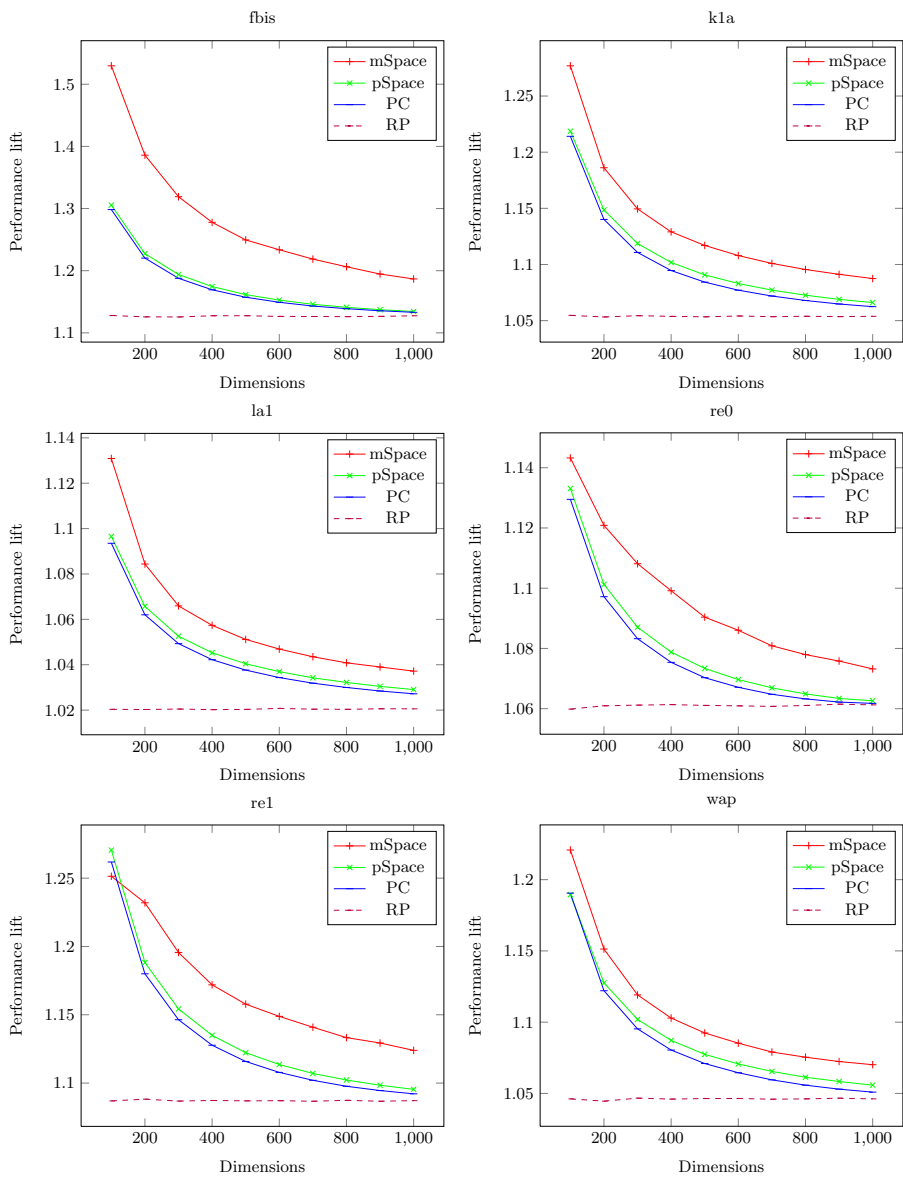 fbis
Performance lift
1.5
1.4
1.3
1.2
1.1
200 400 600 800 1,000
Dimensions
mSpace
pSpace
PC
RP
k1a
Performance lift
1.25
1.2
1.15
1.1
1.05
200 400 600 800 1,000
Dimensions
mSpace
pSpace
PC
RP
la1
Performance lift
1.14
1.12
1.1
1.08
1.06
1.04
1.02
200 400 600 800 1,000
Dimensions
mSpace
pSpace
PC
RP
re0
Performance lift
1.14
1.12
1.1
1.08
1.06
200 400 600 800 1,000
Dimensions
mSpace
pSpace
PC
RP
re1
Performance lift
1.25
1.2
1.15
1.1
200 400 600 800 1,000
Dimensions
mSpace
pSpace
PC
RP
wap
Performance lift
1.2
1.15
1.1
1.05
200 400 600 800 1,000
Dimensions
mSpace
pSpace
PC
RP